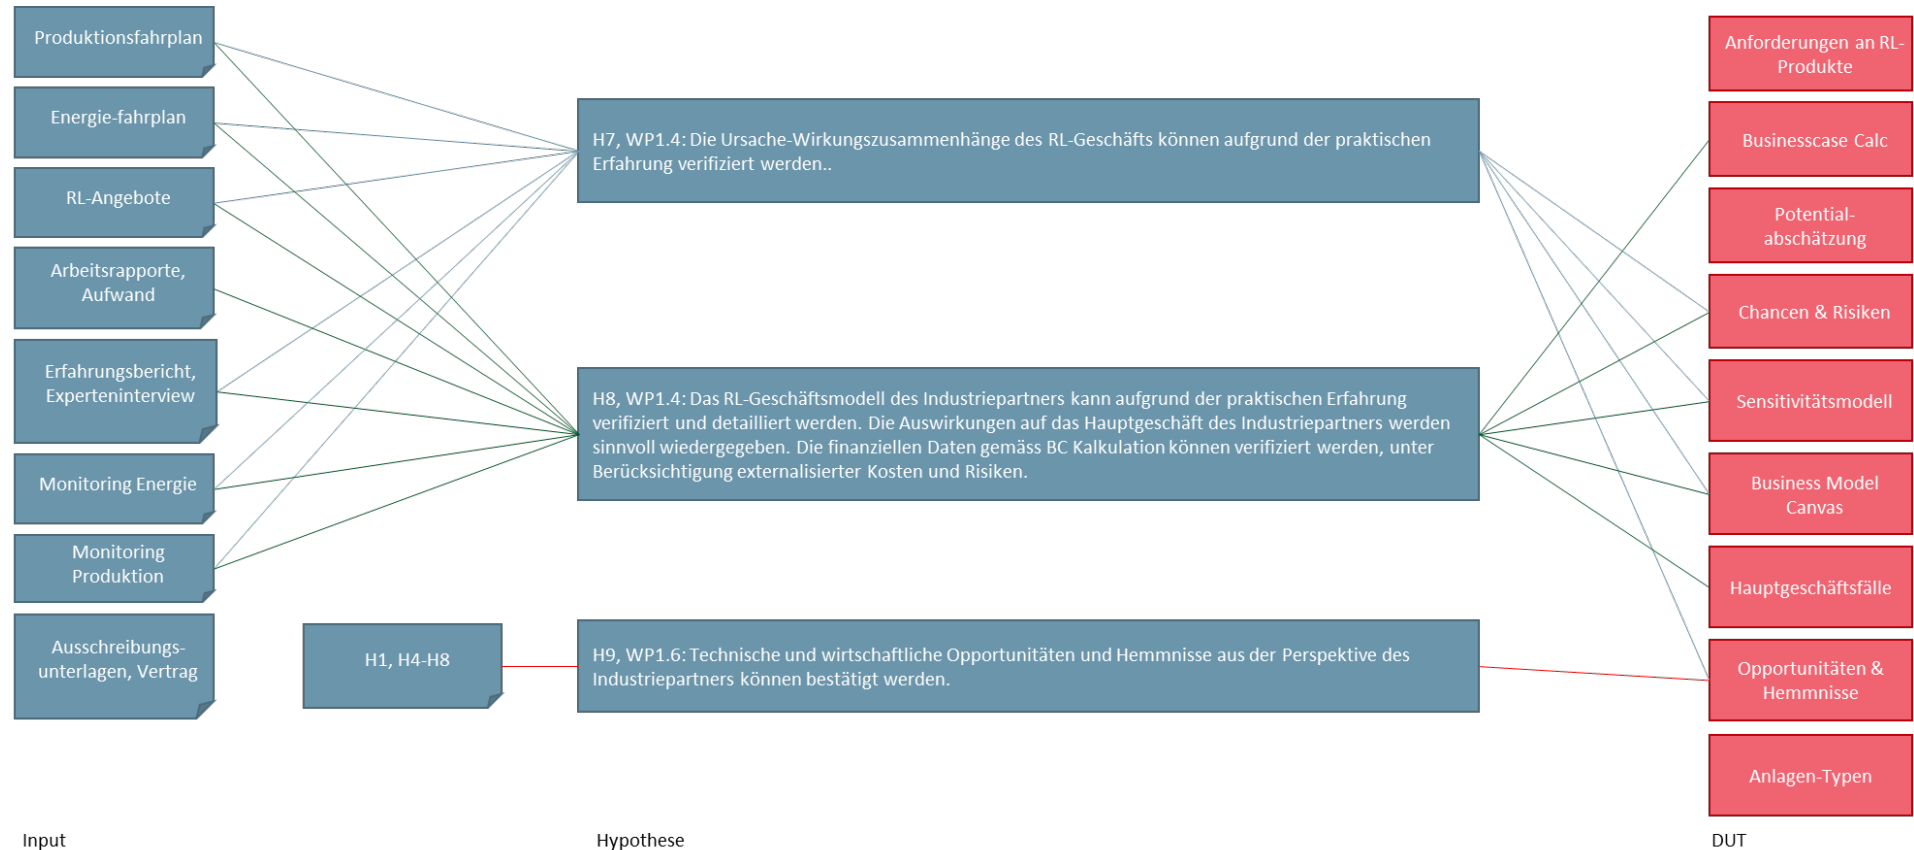 Produktionsfahrplan
Energie-fahrplan
RL-Angebote
Arbeitsrapporte,
Aufwand
Erfahrungsbericht,
Experteninterview
Monitoring Energie
Monitoring
Produktion
Ausschreibungs-
unterlagen, Vertrag
Input
H1, H4-H8
H7, WP1.4: Die Ursache-Wirkungszusammenhänge des RL-Geschäfts können aufgrund der praktischen
Erfahrung verifiziert werden..
H8, WP1.4: Das RL-Geschäftsmodell des Industriepartners kann aufgrund der praktischen Erfahrung
verifiziert und detailliert werden. Die Auswirkungen auf das Hauptgeschäft des Industriepartners werden
sinnvoll wiedergegeben. Die finanziellen Daten gemäss BC Kalkulation können verifiziert werden, unter
Berücksichtigung externalisierter Kosten und Risiken.
H9, WP1.6: Technische und wirtschaftliche Opportunitäten und Hemmnisse aus der Perspektive des
Industriepartners können bestätigt werden.
Hypothese
Anforderungen an RL-
Produkte
Businesscase Calc
Potential-
abschätzung
Chancen & Risiken
Sensitivitätsmodell
Business Model
Canvas
Hauptgeschäftsfälle
Opportunitäten &
Hemmnisse
Anlagen-Typen
DUT